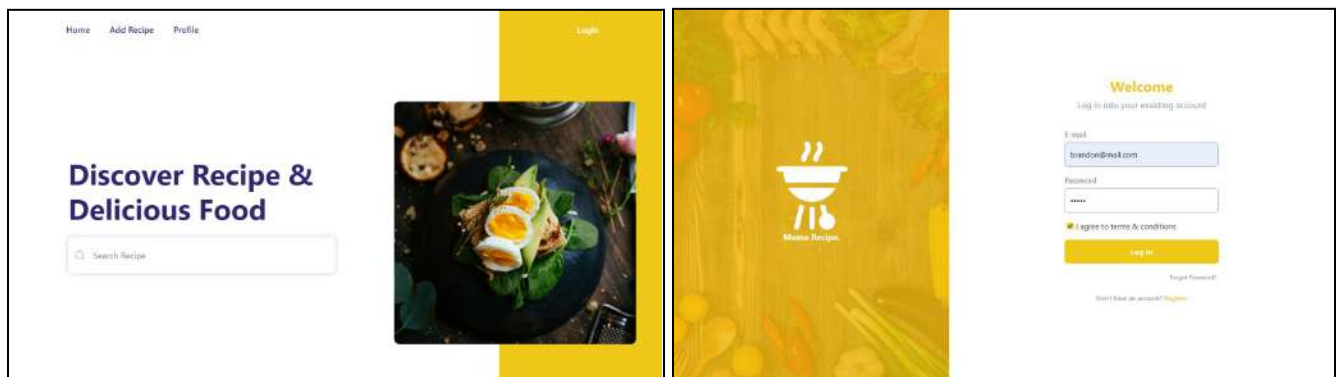 Home Add Recipe Profile Login
Discover Recipe &
Delicious Food
Search Recipe
Mama Recipe.
Welcome
Log in into your exsiting account
E-mail
brandon@mail.com
Password
•••••
I agree to terms & conditions
Log in
Forgot Password?
Don't have an account? Register